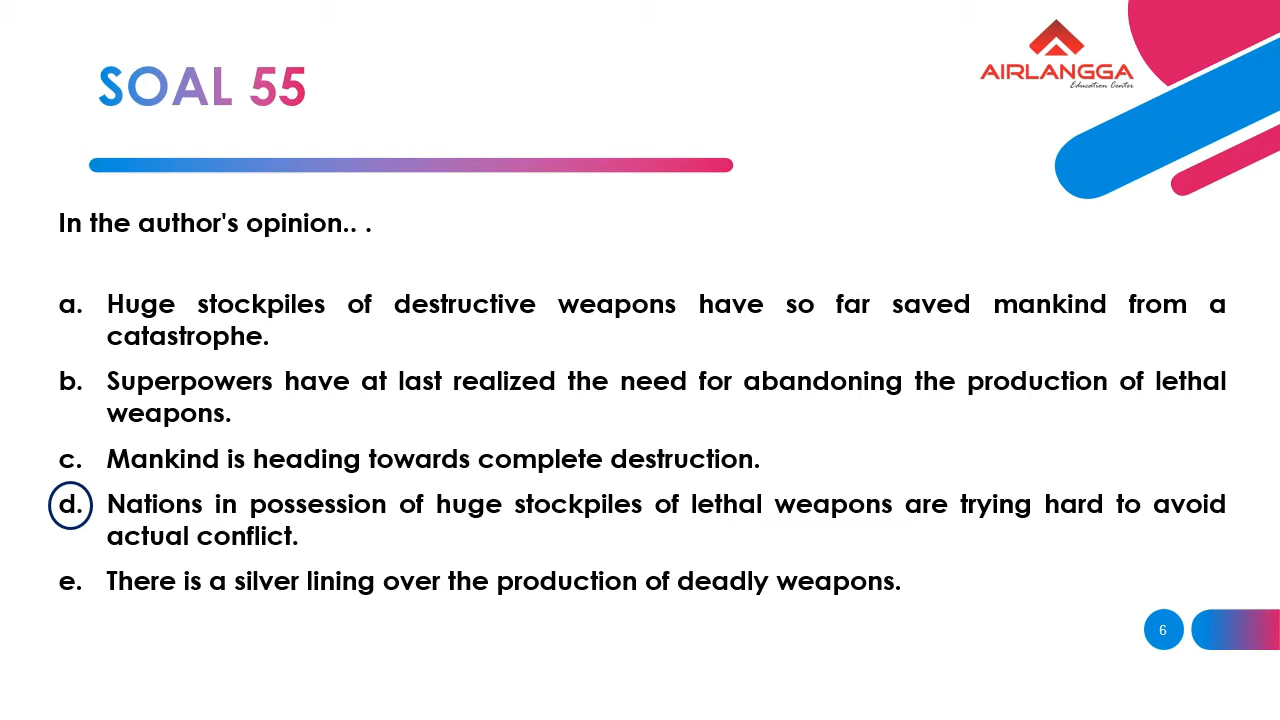 AIRLANGGA
Education Center
SOAL 55
In the author's opinion.. .
a. Huge stockpiles of destructive weapons have so far saved mankind from a
catastrophe.
b. Superpowers have at last realized the need for abandoning the production of lethal
weapons.
c. Mankind is heading towards complete destruction.
d. Nations in possession of huge stockpiles of lethal weapons are trying hard to avoid
actual conflict.
e. There is a silver lining over the production of deadly weapons.
6